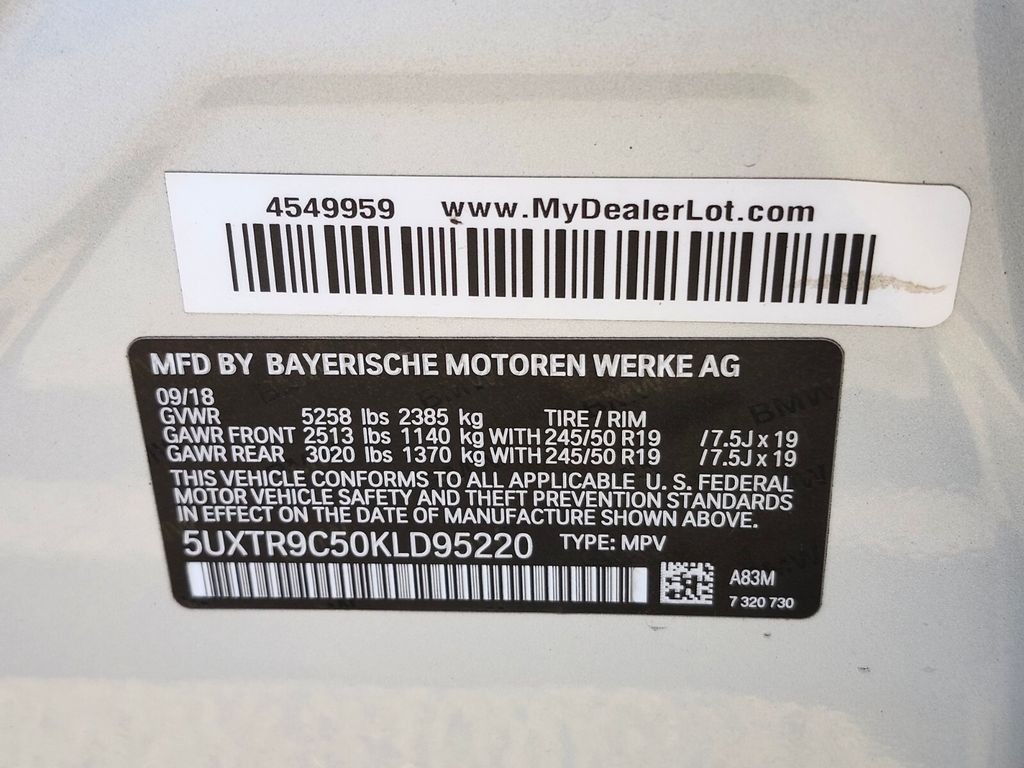 4549959 www.MyDealerLot.com
MFD BY BAYERISCHE MOTOREN WERKE AG
09/18
GVWR 5258 lbs 2385 kg TIRE / RIM
GAWR FRONT 2513 lbs 1140 kg WITH 245/50 R19 / 7.5J x 19
GAWR REAR 3020 lbs 1370 kg WITH 245/50 R19 / 7.5J x 19
THIS VEHICLE CONFORMS TO ALL APPLICABLE U. S. FEDERAL
MOTOR VEHICLE SAFETY AND THEFT PREVENTION STANDARDS
IN EFFECT ON THE DATE OF MANUFACTURE SHOWN ABOVE.
5UXTR9C50KLD95220 TYPE: MPV
A83M
7 320 730